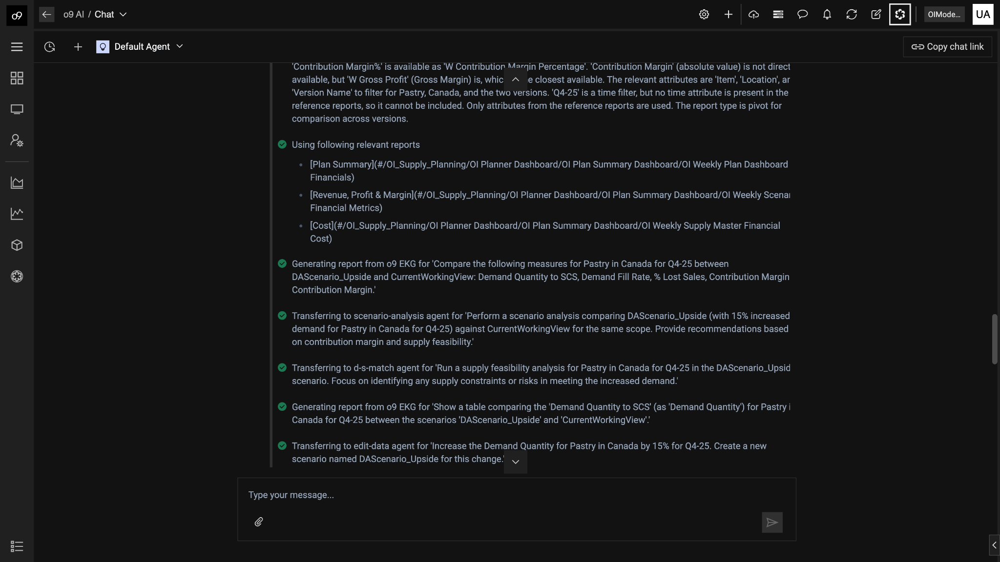 o9
o9 AI / Chat
OIMode...
UA
Default Agent
Copy chat link
'Contribution Margin%' is available as 'W Contribution Margin Percentage'. 'Contribution Margin' (absolute value) is not direct
available, but 'W Gross Profit' (Gross Margin) is, whic e closest available. The relevant attributes are 'Item', 'Location', ar
'Version Name' to filter for Pastry, Canada, and the two versions. 'Q4-25' is a time filter, but no time attribute is present in the
reference reports, so it cannot be included. Only attributes from the reference reports are used. The report type is pivot for
comparison across versions.
Using following relevant reports
• [Plan Summary](#/OI_Supply_Planning/OI Planner Dashboard/OI Plan Summary Dashboard/OI Weekly Plan Dashboard
Financials)
• [Revenue, Profit & Margin](#/OI_Supply_Planning/OI Planner Dashboard/OI Plan Summary Dashboard/OI Weekly Scenar
Financial Metrics)
• [Cost](#/OI_Supply_Planning/OI Planner Dashboard/OI Plan Summary Dashboard/OI Weekly Supply Master Financial
Cost)
Generating report from o9 EKG for 'Compare the following measures for Pastry in Canada for Q4-25 between
DAScenario_Upside and CurrentWorkingView: Demand Quantity to SCS, Demand Fill Rate, % Lost Sales, Contribution Margin
Contribution Margin.'
Transferring to scenario-analysis agent for 'Perform a scenario analysis comparing DAScenario_Upside (with 15% increased
demand for Pastry in Canada for Q4-25) against CurrentWorkingView for the same scope. Provide recommendations based
on contribution margin and supply feasibility.'
Transferring to d-s-match agent for 'Run a supply feasibility analysis for Pastry in Canada for Q4-25 in the DAScenario_Upsid
scenario. Focus on identifying any supply constraints or risks in meeting the increased demand.'
Generating report from o9 EKG for 'Show a table comparing the 'Demand Quantity to SCS' (as 'Demand Quantity') for Pastry i
Canada for Q4-25 between the scenarios 'DAScenario_Upside' and 'CurrentWorkingView'.'
Transferring to edit-data agent for 'Increase the Demand Quantity for Pastry in Canada by 15% for Q4-25. Create a new
scenario named DAScenario_Upside for this change.'
Type your message...